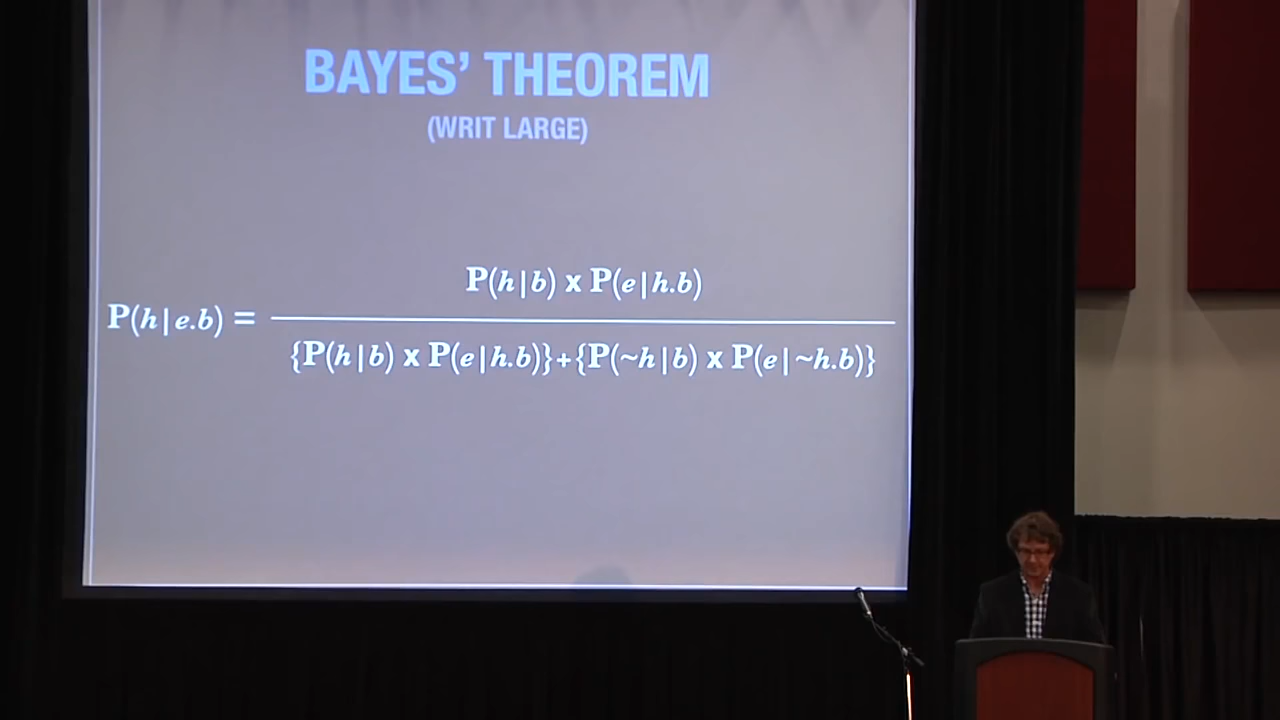 BAYES’ THEOREM
(WRIT LARGE)
P(h|b) x P(e|h.b)
P(h|e.b) =
{P(h|b) x P(e|h.b)}+{P(~h|b) x P(e|~h.b)}